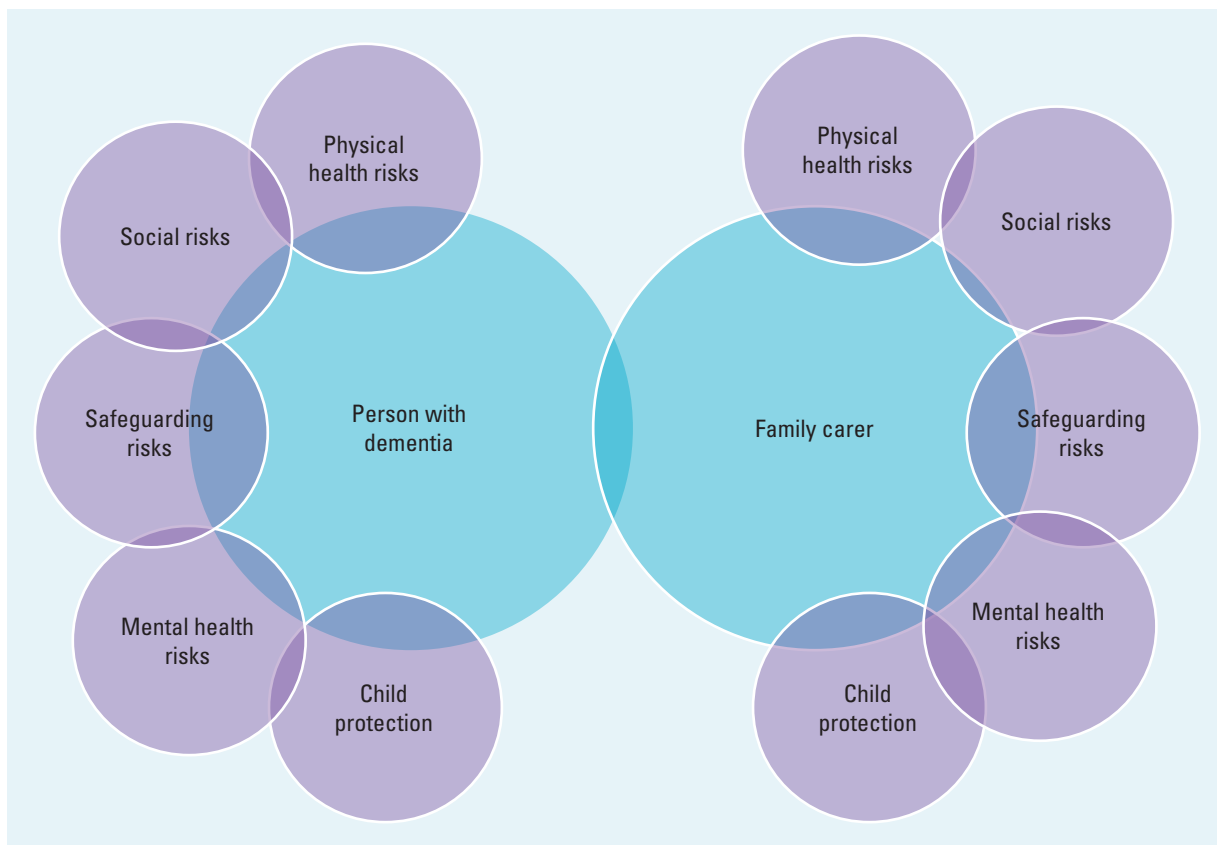 Physical
health risks
Social risks
Safeguarding
risks
Mental health
risks
Child
protection
Person with
dementia
Family carer
Physical
health risks
Social risks
Safeguarding
risks
Mental health
risks
Child
protection